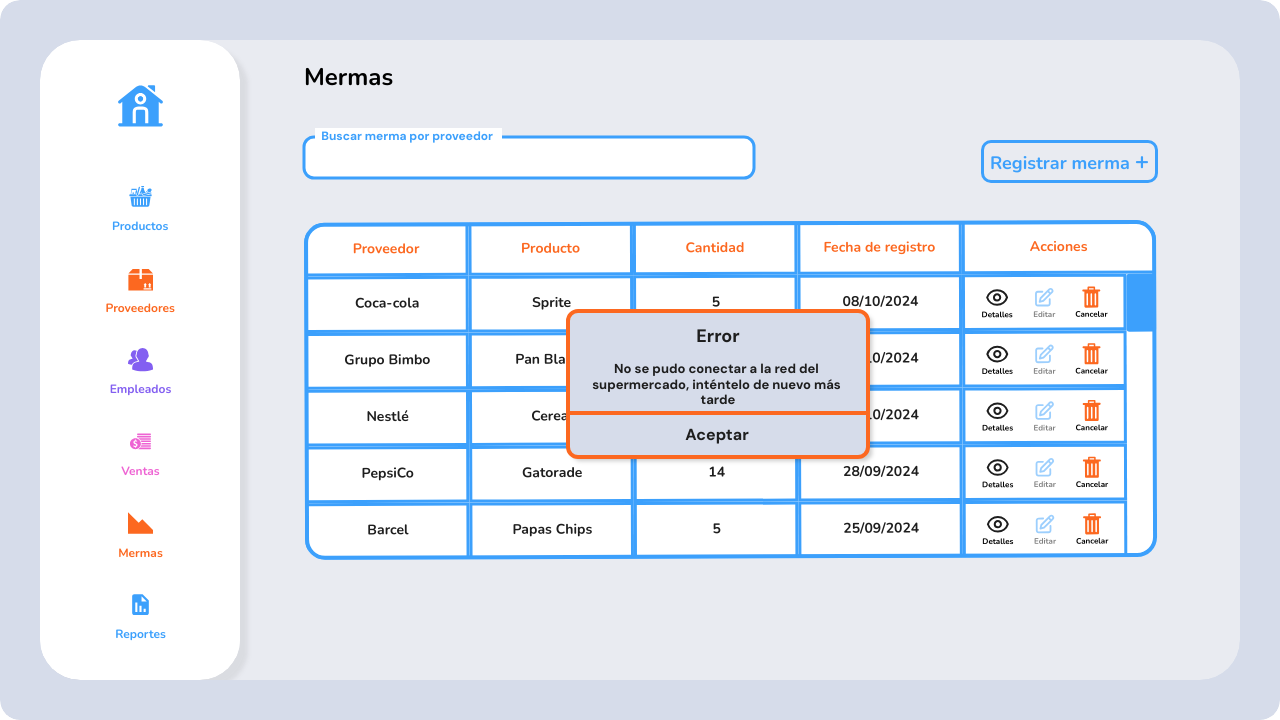 Mermas
Buscar merma por proveedor
Registrar merma +
Productos
Proveedores
Empleados
Ventas
Mermas
Reportes
Proveedor Producto Cantidad Fecha de registro Acciones
Coca-cola Sprite 5 08/10/2024 Detalles Editar Cancelar
Grupo Bimbo Pan Bla 10/2024 Detalles Editar Cancelar
Nestlé Cerea 10/2024 Detalles Editar Cancelar
PepsiCo Gatorade 14 28/09/2024 Detalles Editar Cancelar
Barcel Papas Chips 5 25/09/2024 Detalles Editar Cancelar
Error
No se pudo conectar a la red del
supermercado, inténtelo de nuevo más
tarde
Aceptar